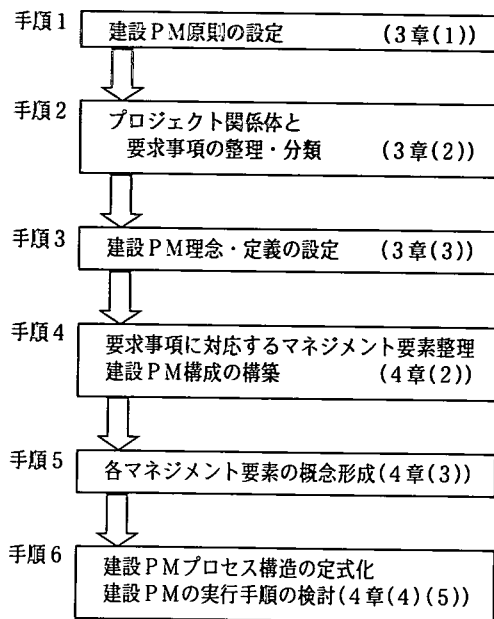 手順1
建設PM原則の設定 (3章(1))
手順2
プロジェクト関係体と
要求事項の整理・分類 (3章(2))
手順3
建設PM理念・定義の設定 (3章(3))
手順4
要求事項に対応するマネジメント要素整理
建設PM構成の構築 (4章(2))
手順5
各マネジメント要素の概念形成(4章(3))
手順6
建設PMプロセス構造の定式化
建設PMの実行手順の検討(4章(4)(5))